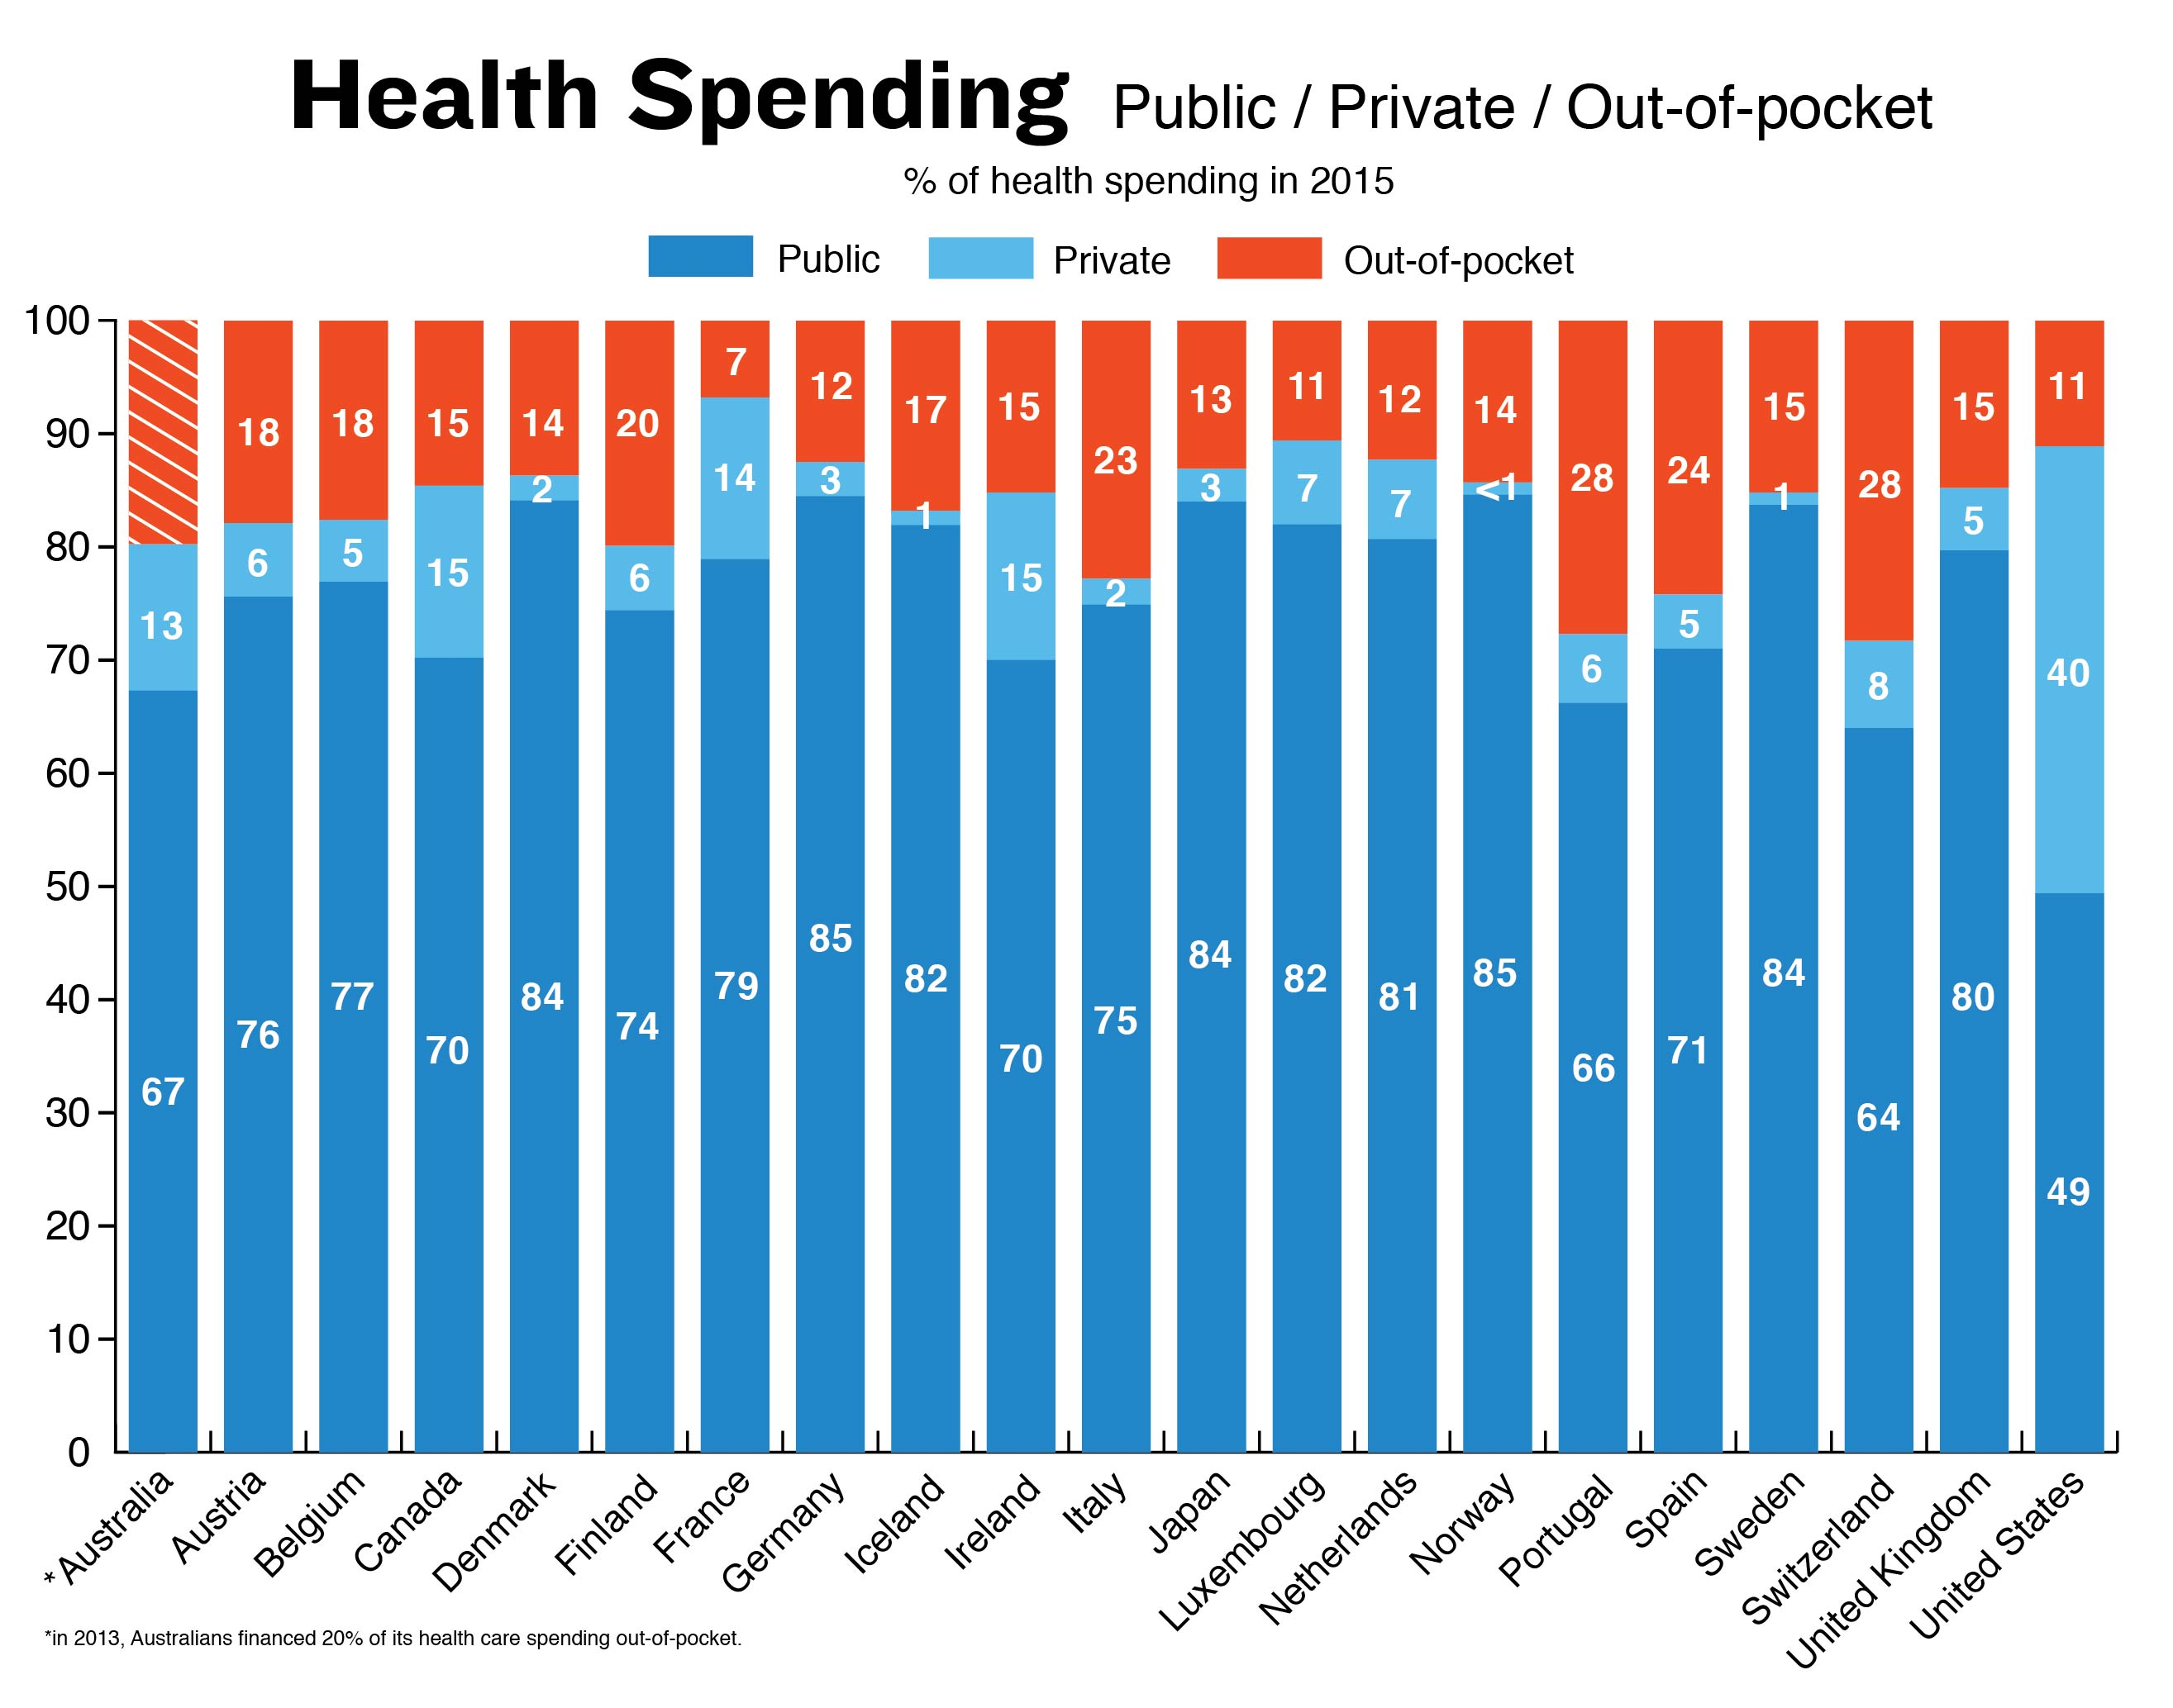 Health Spending Public / Private / Out-of-pocket
% of health spending in 2015
Public Private Out-of-pocket
100
90
80
70
60
50
40
30
20
10
0
13
67
18
6
76
18
5
77
15
15
70
14
2
84
20
6
74
7
14
79
12
3
85
17
1
82
15
15
70
23
2
75
13
3
84
11
7
82
12
7
81
14
<1
85
28
6
66
24
5
71
15
1
84
28
8
64
15
5
80
11
40
49
*Australia
Austria
Belgium
Canada
Denmark
Finland
France
Germany
Iceland
Ireland
Italy
Japan
Luxembourg
Netherlands
Norway
Portugal
Spain
Sweden
Switzerland
United Kingdom
United States
*in 2013, Australians financed 20% of its health care spending out-of-pocket.